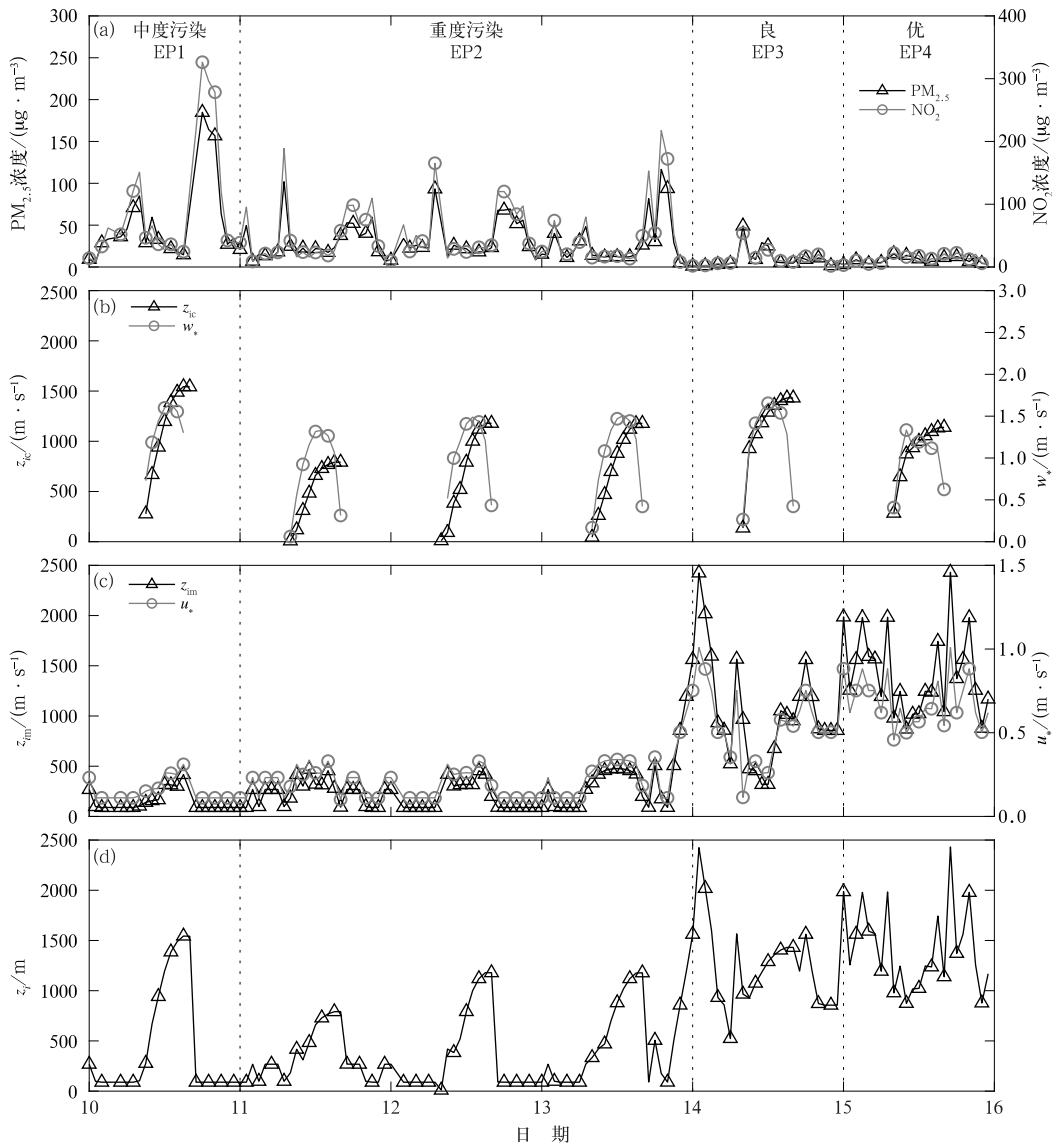 (a)
中度污染
EP1
重度污染
EP2
良
EP3
优
EP4
PM2.5
NO2
300
250
200
150
100
50
0
PM2.5浓度/(μg · m−3)
400
300
200
100
0
NO2浓度/(μg · m−3)
(b)
zic
w*
2500
2000
1500
1000
500
0
zic/(m · s−1)
3.0
2.5
2.0
1.5
1.0
0.5
0.0
w*/(m · s−1)
(c)
zim
u*
2500
2000
1500
1000
500
0
zim/(m · s−1)
1.5
1.0
0.5
0.0
u*/(m · s−1)
(d)
2500
2000
1500
1000
500
0
zi/m
10 11 12 13 14 15 16
日 期